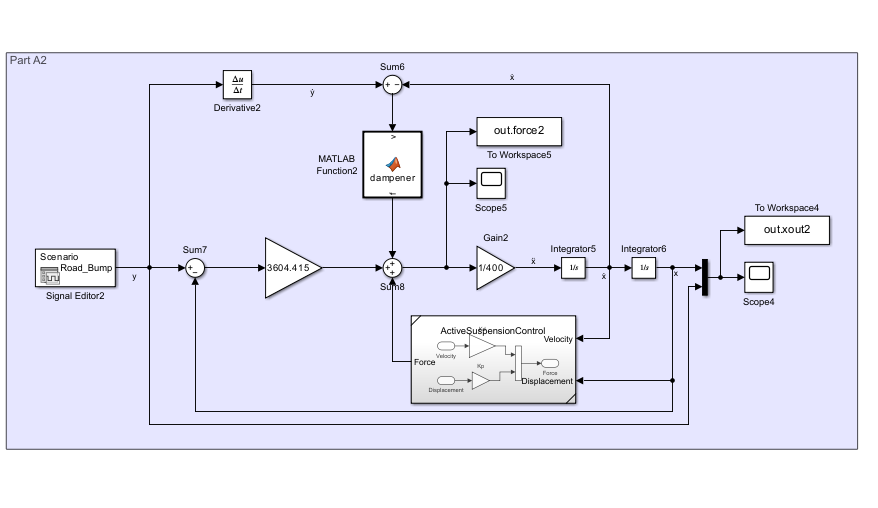 Part A2
Sum6
Δu
Δt
+ −
ẋ
ẏ
Derivative2
out.force2
To Workspace5
MATLAB
Function2
dampener
Scope5
To Workspace4
out.xout2
Sum7
Gain2
Integrator5
Integrator6
Scenario
Road_Bump
Signal Editor2
y
+
−
3604.415
+
+
+
Sum8
1/400
ẍ
1/s
ẋ
1/s
x
Scope4
ActiveSuspensionControl
Velocity
Velocity
Force
Kp
Force
Displacement
Displacement